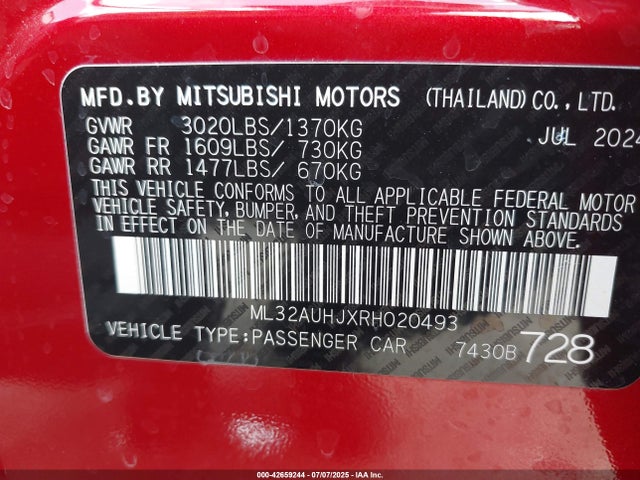 MFD.BY MITSUBISHI MOTORS (THAILAND)CO.,LTD.
GVWR 3020LBS/1370KG JUL 2024
GAWR FR 1609LBS/ 730KG
GAWR RR 1477LBS/ 670KG
THIS VEHICLE CONFORMS TO ALL APPLICABLE FEDERAL MOTOR
VEHICLE SAFETY, BUMPER, AND THEFT PREVENTION STANDARDS
IN EFFECT ON THE DATE OF MANUFACTURE SHOWN ABOVE.
ML32AUHJXRH020493
VEHICLE TYPE:PASSENGER CAR 7430B 728
000-42659244 | 07/07/2025 | IAA Inc.